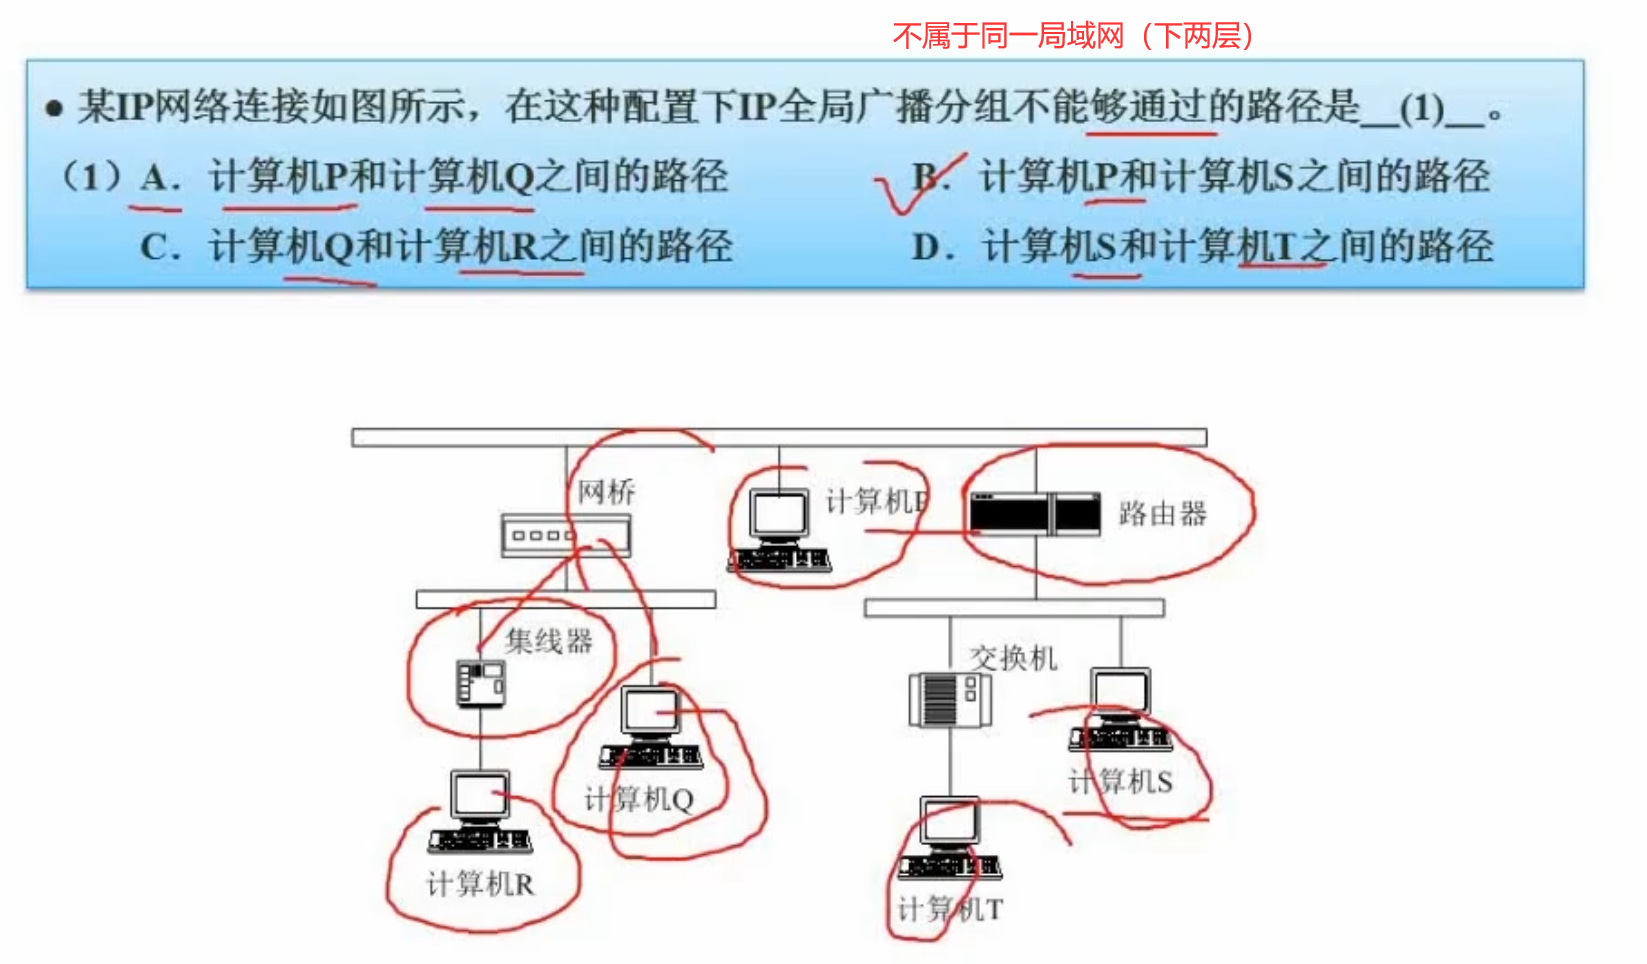 不属于同一局域网（下两层）
● 某IP网络连接如图所示，在这种配置下IP全局广播分组不能够通过的路径是__(1)__。
（1）A．计算机P和计算机Q之间的路径 B．计算机P和计算机S之间的路径
C．计算机Q和计算机R之间的路径 D．计算机S和计算机T之间的路径
网桥
计算机P
路由器
集线器
交换机
计算机Q
计算机S
计算机R
计算机T